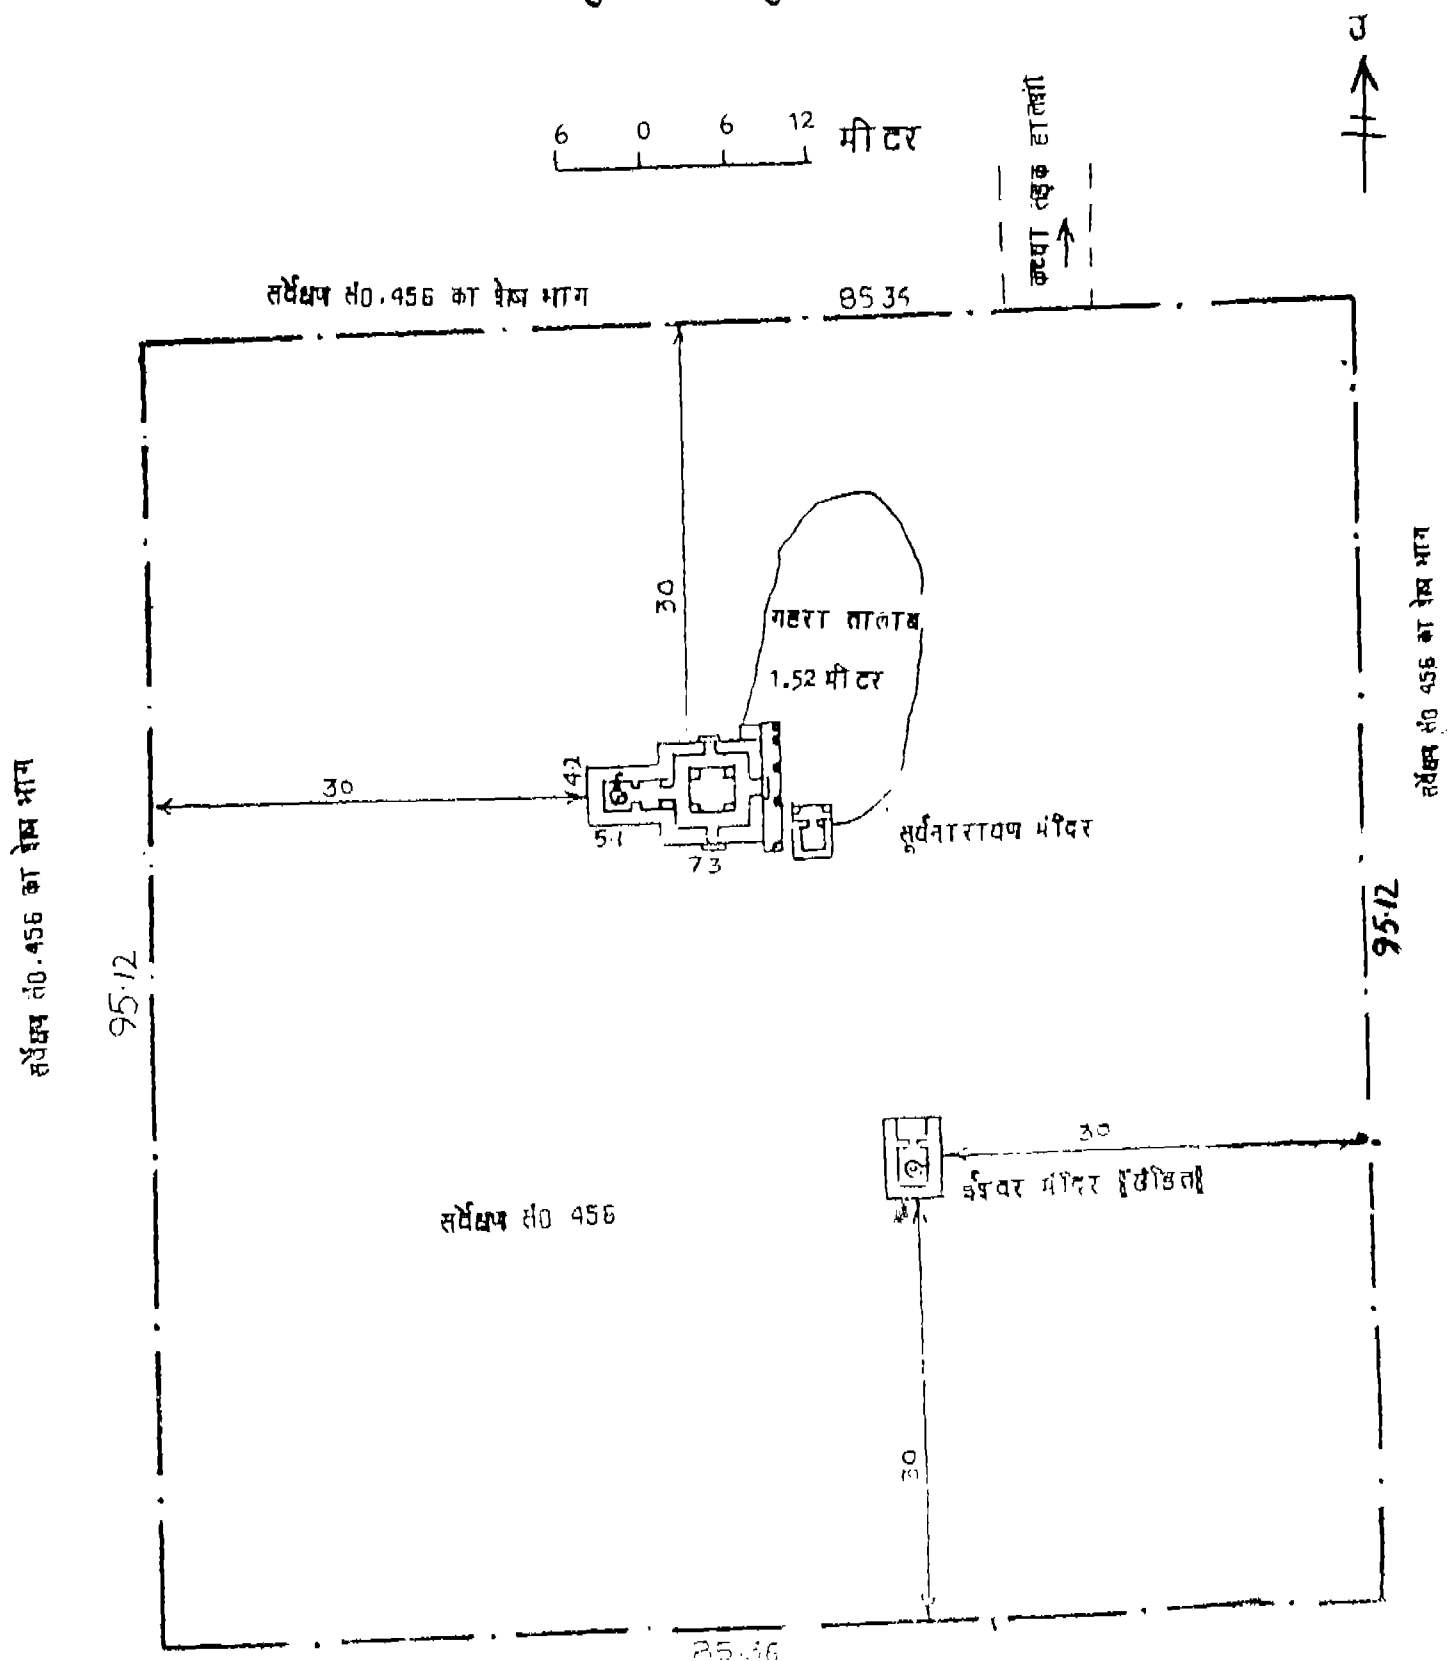 उ
6 0 6 12 मीटर
कच्चा सड़क हालशी
सर्वेक्षण सं0.456 का शेष भाग
85 34
30
गहरा तालाब
1.52 मीटर
सर्वेक्षण सं0 456 का शेष भाग
सर्वेक्षण सं0.456 का शेष भाग
30
4.2
5.1
73
सूर्यनारायण मंदिर
95.12
95.12
30
ईश्वर मंदिर [खंडित]
सर्वेक्षण सं0 456
30
85.36